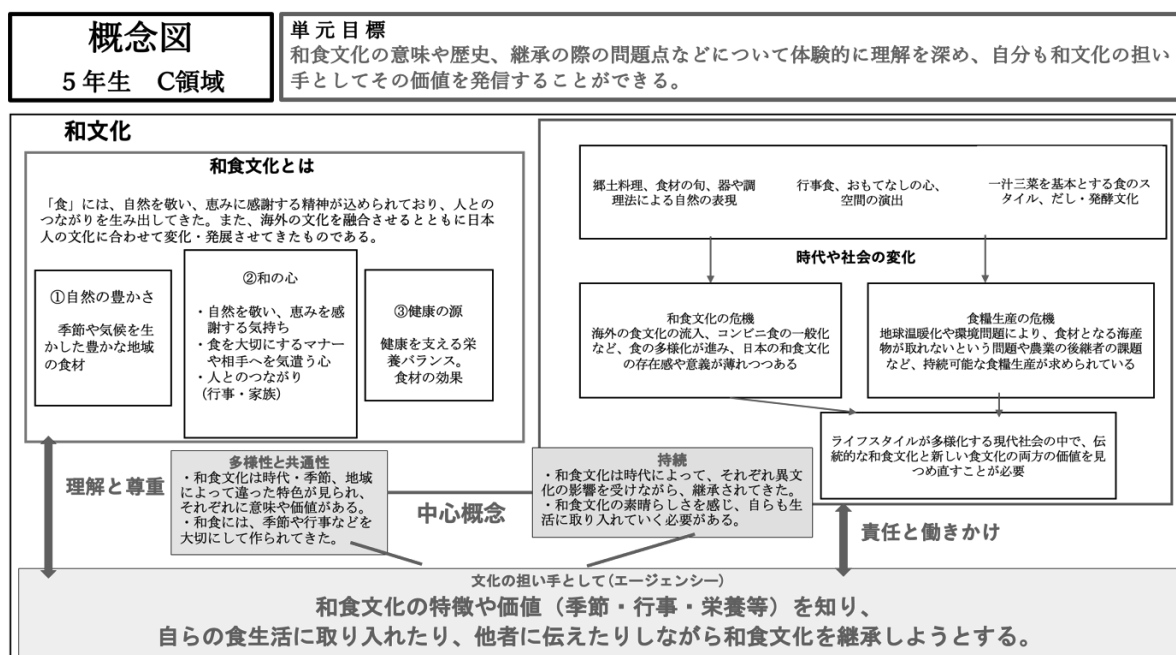 概念図
5年生　C領域
単元目標
和食文化の意味や歴史、継承の際の問題点などについて体験的に理解を深め、自分も和文化の担い
手としてその価値を発信することができる。
和文化
和食文化とは
「食」には、自然を敬い、恵みに感謝する精神が込められており、人との
つながりを生み出してきた。また、海外の文化を融合させるとともに日本
人の文化に合わせて変化・発展させてきたものである。
①自然の豊かさ
季節や気候を生
かした豊かな地域
の食材
②和の心
・自然を敬い、恵みを感
謝する気持ち
・食を大切にするマナー
や相手へを気遣う心
・人とのつながり
(行事・家族)
③健康の源
健康を支える栄
養バランス。
食材の効果
郷土料理、食材の旬、器や調
理法による自然の表現
行事食、おもてなしの心、
空間の演出
一汁三菜を基本とする食のス
タイル、だし・発酵文化
時代や社会の変化
和食文化の危機
海外の食文化の流入、コンビニ食の一般化
など、食の多様化が進み、日本の和食文化
の存在感や意義が薄れつつある
食糧生産の危機
地球温暖化や環境問題により、食材となる海産
物が取れないという問題や農業の後継者の課題
など、持続可能な食糧生産が求められている
ライフスタイルが多様化する現代社会の中で、伝
統的な和食文化と新しい食文化の両方の価値を見
つめ直すことが必要
理解と尊重
多様性と共通性
・和食文化は時代・季節、地域
によって違った特色が見られ、
それぞれに意味や価値がある。
・和食には、季節や行事などを
大切にして作られてきた。
中心概念
持続
・和食文化は時代によって、それぞれ異文
化の影響を受けながら、継承されてきた。
・和食文化の素晴らしさを感じ、自らも生
活に取り入れていく必要がある。
責任と働きかけ
文化の担い手として(エージェンシー)
和食文化の特徴や価値（季節・行事・栄養等）を知り、
自らの食生活に取り入れたり、他者に伝えたりしながら和食文化を継承しようとする。